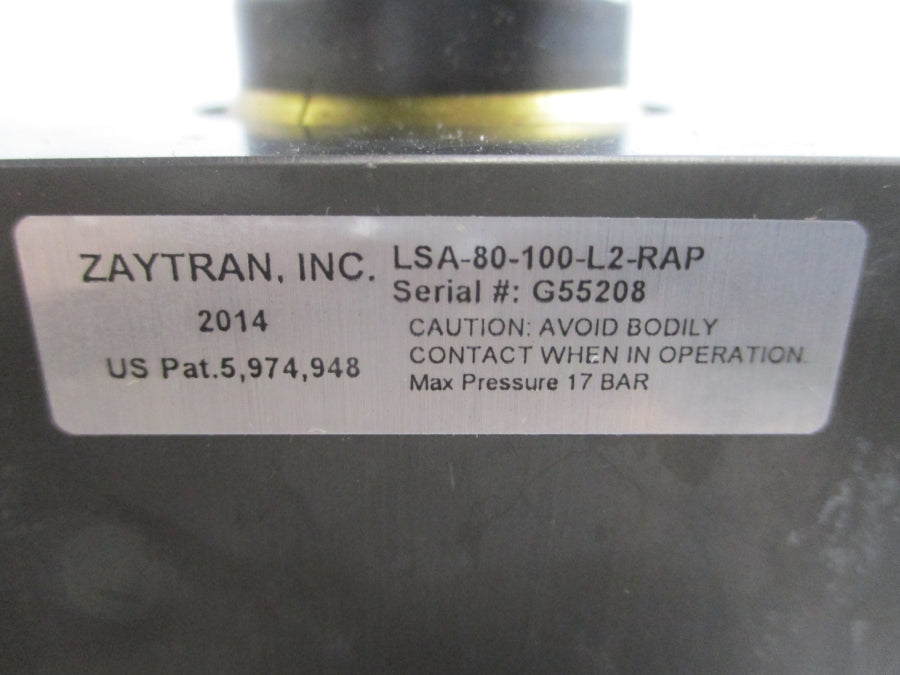 ZAYTRAN, INC.
2014
US Pat.5,974,948
LSA-80-100-L2-RAP
Serial #: G55208
CAUTION: AVOID BODILY
CONTACT WHEN IN OPERATION.
Max Pressure 17 BAR